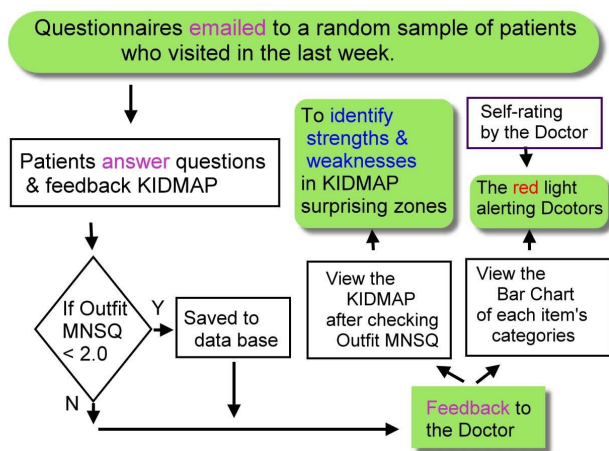 Questionnaires emailed to a random sample of patients
who visited in the last week.
Patients answer questions
& feedback KIDMAP
If Outfit
MNSQ
< 2.0
Y
N
Saved to
data base
To identify
strengths &
weaknesses
in KIDMAP
surprising zones
View the
KIDMAP
after checking
Outfit MNSQ
Self-rating
by the Doctor
The red light
alerting Dcotors
View the
Bar Chart
of each item's
categories
Feedback to
the Doctor